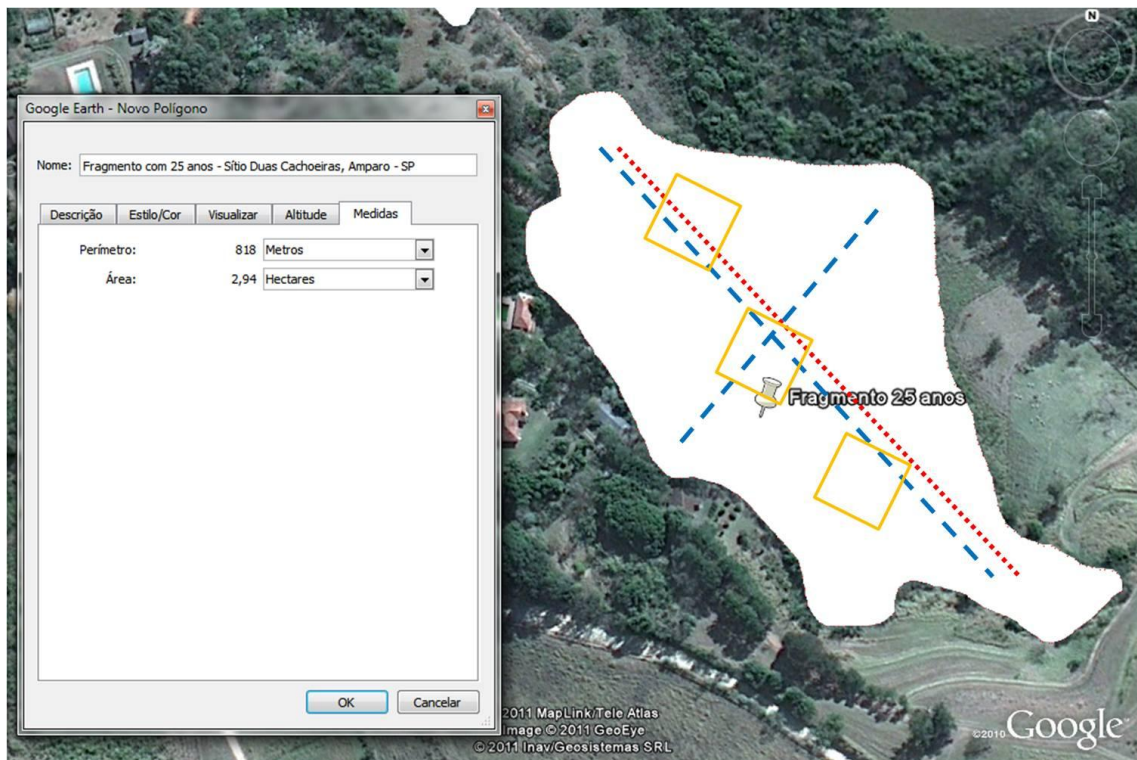 N
Google Earth - Novo Polígono
Nome: Fragmento com 25 anos - Sítio Duas Cachoeiras, Amparo - SP
Descrição Estilo/Cor Visualizar Altitude Medidas
Perímetro: 818 Metros
Área: 2,94 Hectares
Fragmento 25 anos
OK Cancelar
2011 MapLink/Tele Atlas
Image © 2011 GeoEye
© 2011 Inav/Geosistemas SRL
©2010 Google